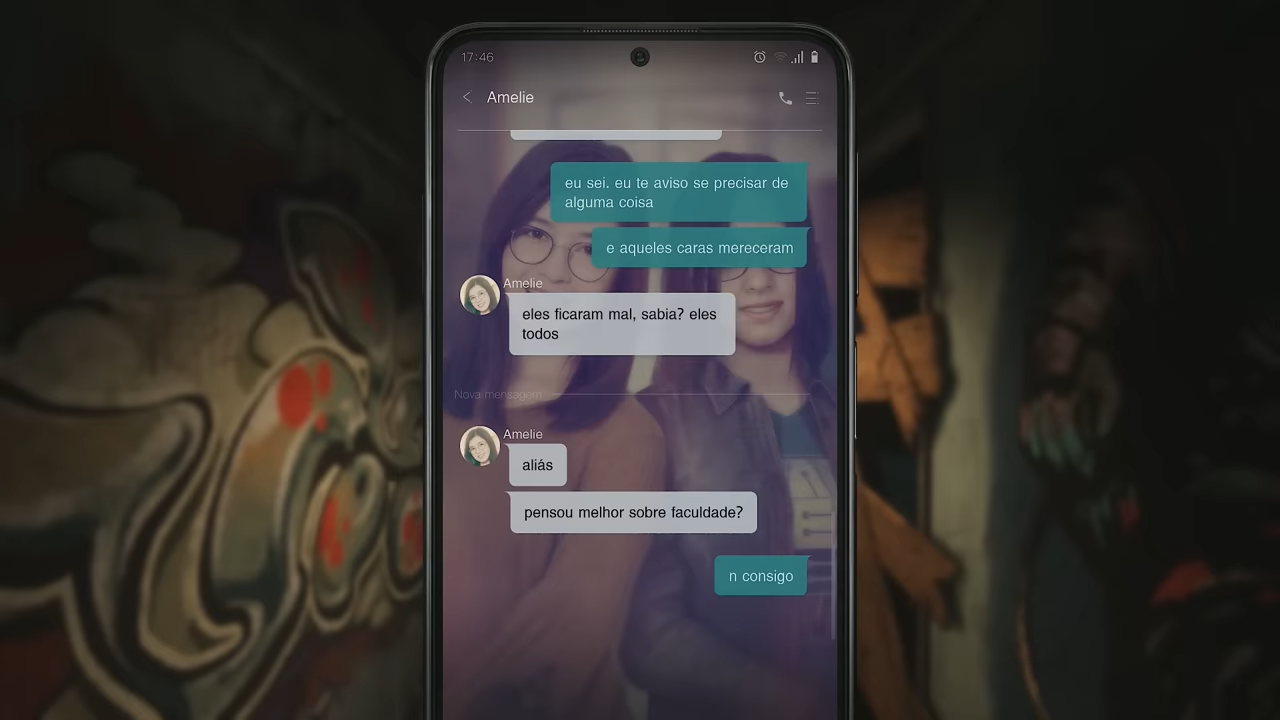 17:46
Amelie
eu sei. eu te aviso se precisar de
alguma coisa
e aqueles caras mereceram
Amelie
eles ficaram mal, sabia? eles
todos
Nova mensagem
Amelie
aliás
pensou melhor sobre faculdade?
n consigo